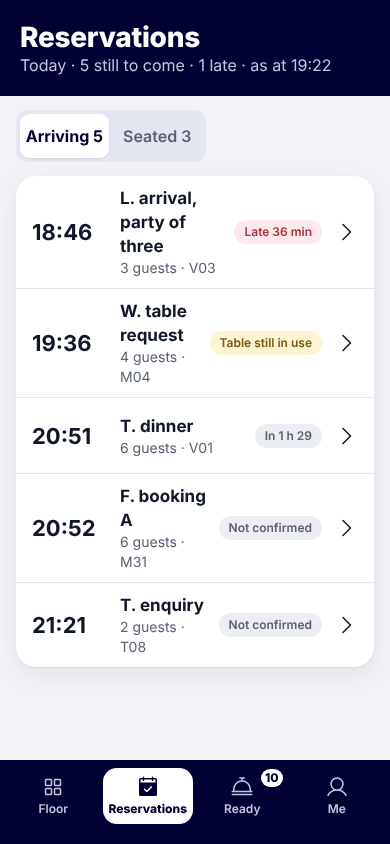 Reservations
Today · 5 still to come · 1 late · as at 19:22
Arriving 5
Seated 3
18:46
L. arrival,
party of
three
3 guests · V03
Late 36 min
19:36
W. table
request
4 guests ·
M04
Table still in use
20:51
T. dinner
6 guests · V01
In 1 h 29
20:52
F. booking
A
6 guests ·
M31
Not confirmed
21:21
T. enquiry
2 guests ·
T08
Not confirmed
Floor
Reservations
10
Ready
Me